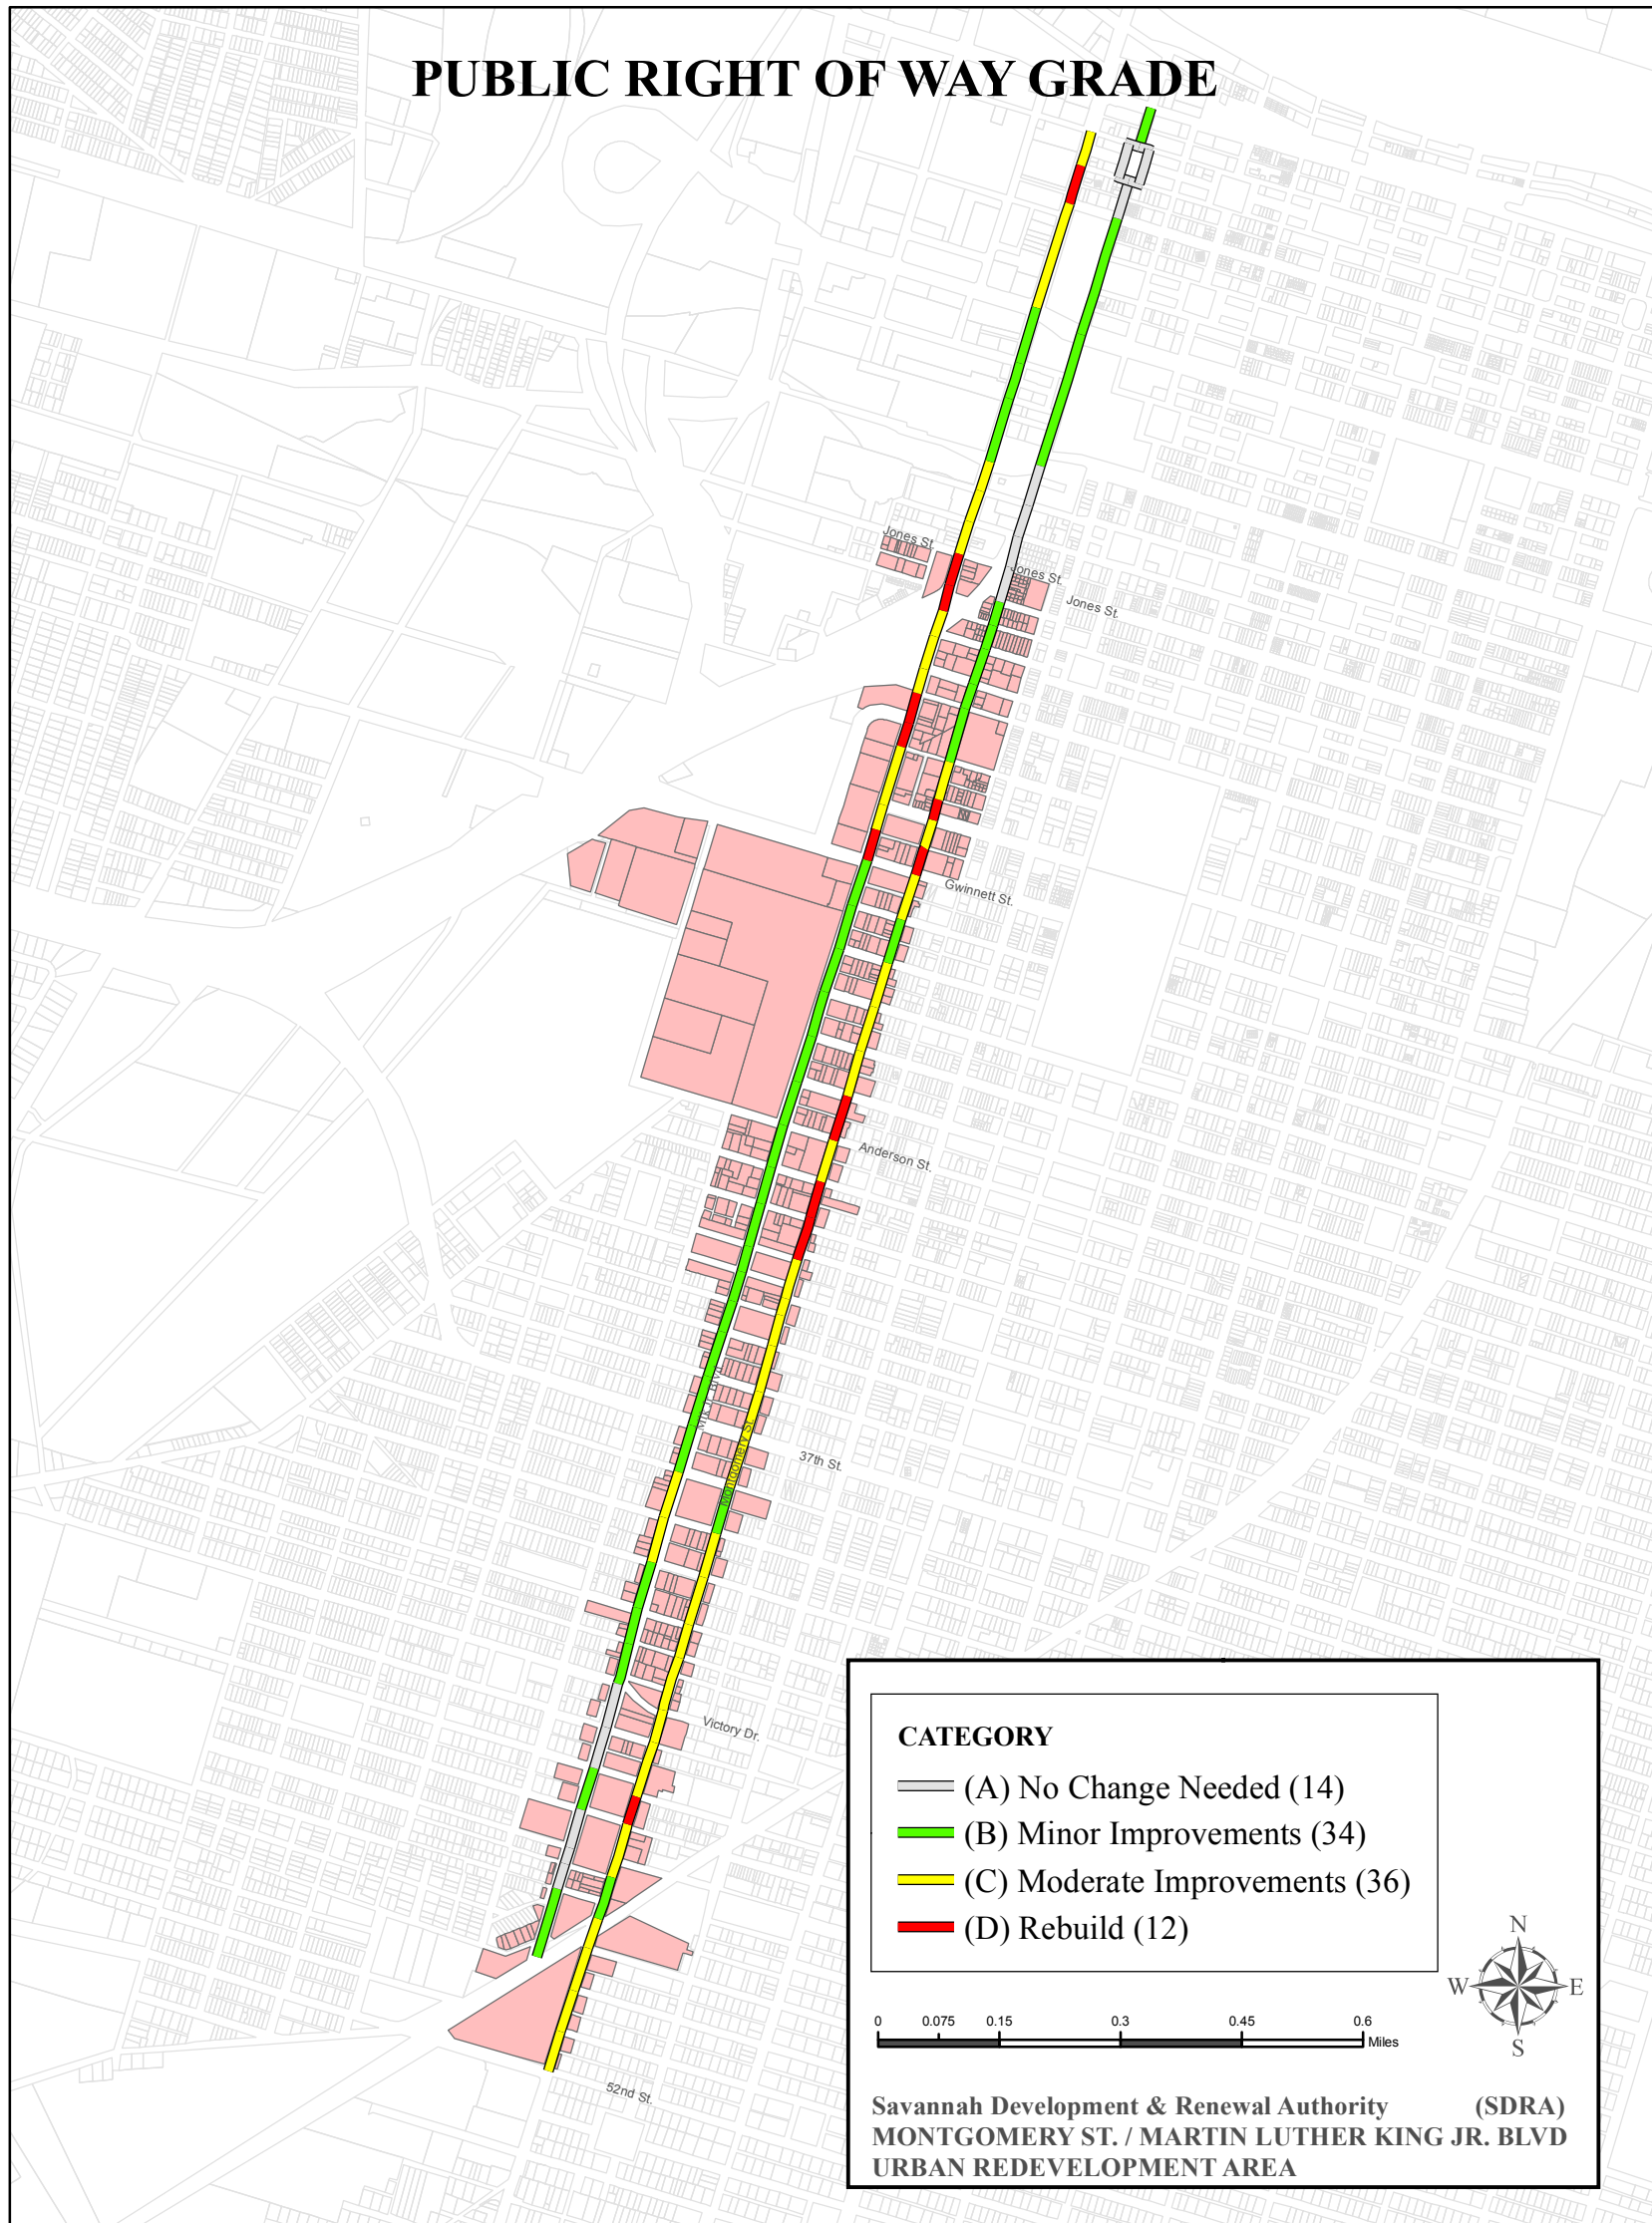 PUBLIC RIGHT OF WAY GRADE
Jones St.
Jones St.
Jones St.
Gwinnett St.
Anderson St.
MLK Jr Blvd
Montgomery St.
37th St.
Victory Dr.
52nd St.
CATEGORY
(A) No Change Needed (14)
(B) Minor Improvements (34)
(C) Moderate Improvements (36)
(D) Rebuild (12)
N
W E
S
0 0.075 0.15 0.3 0.45 0.6
Miles
Savannah Development & Renewal Authority (SDRA)
MONTGOMERY ST. / MARTIN LUTHER KING JR. BLVD
URBAN REDEVELOPMENT AREA